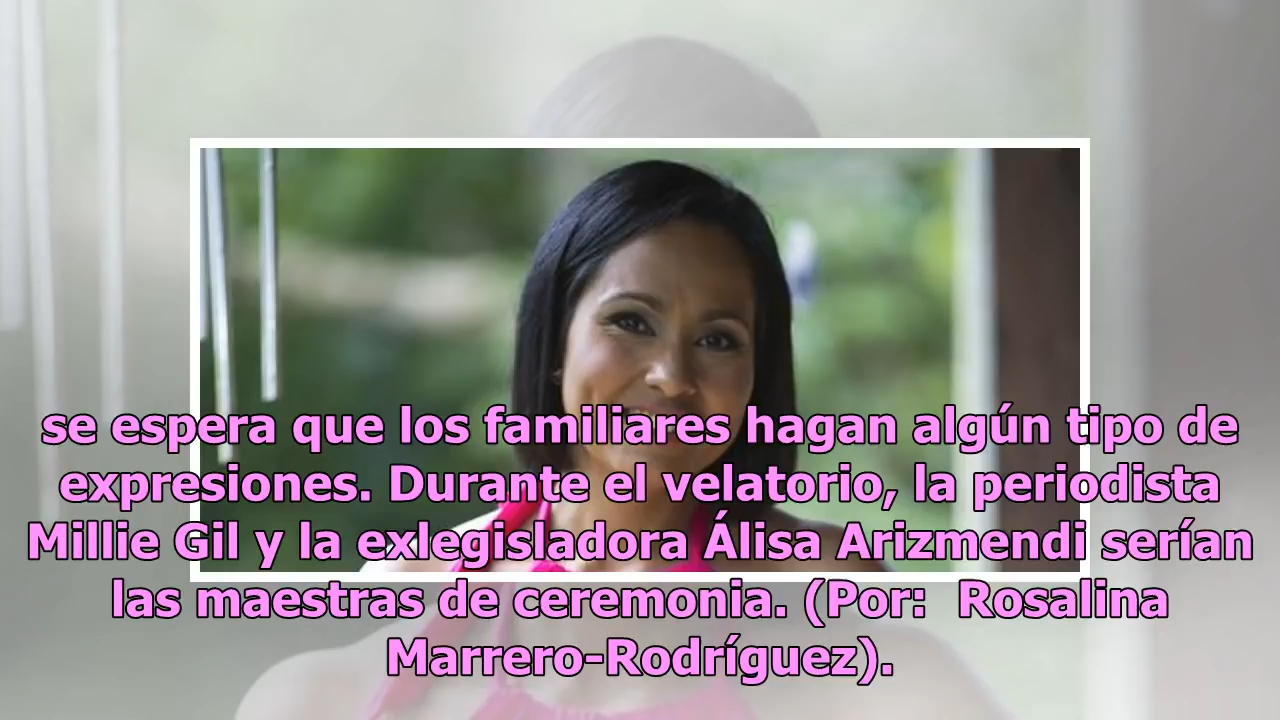 se espera que los familiares hagan algún tipo de
expresiones. Durante el velatorio, la periodista
Millie Gil y la exlegisladora Álisa Arizmendi serían
las maestras de ceremonia. (Por:  Rosalina
Marrero-Rodríguez).